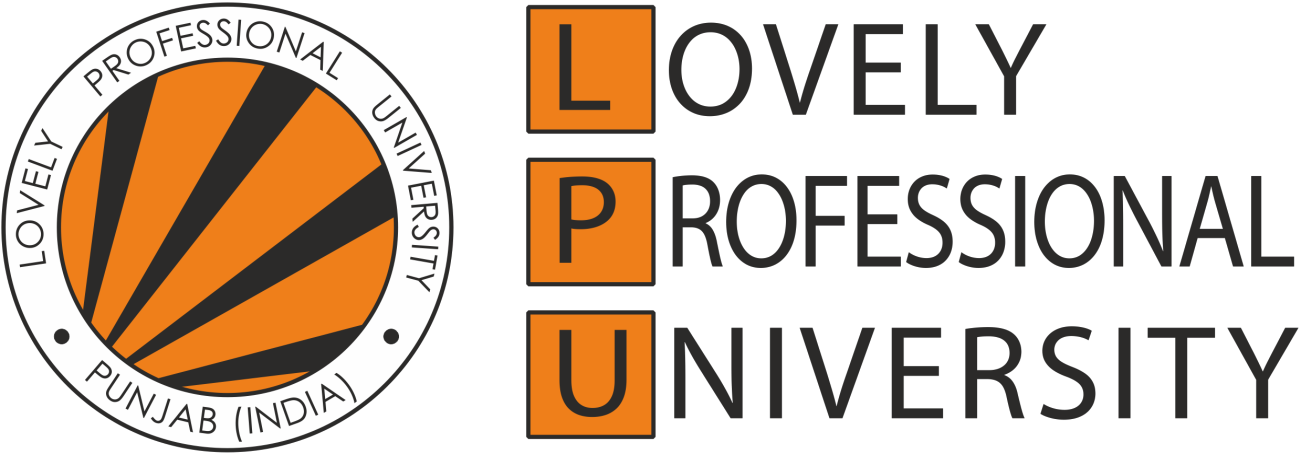 LOVELY PROFESSIONAL UNIVERSITY
• PUNJAB (INDIA) •
LOVELY
PROFESSIONAL
UNIVERSITY